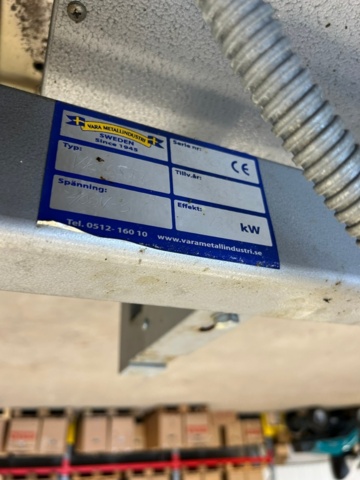 VARA METALLINDUSTRI
SWEDEN
Since 1945
Serie nr:
Typ:
Tillv.år:
CE
Spänning:
Effekt:
kW
Tel. 0512-160 10 www.varametallindustri.se